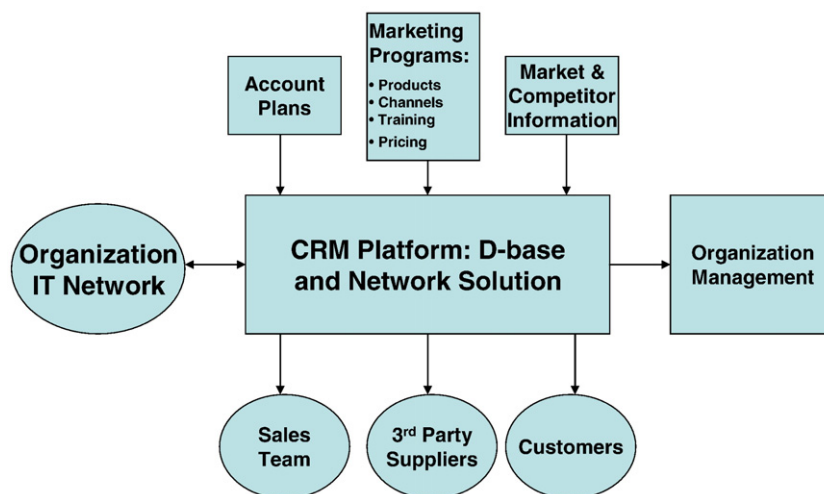 Account
Plans
Marketing
Programs:
• Products
• Channels
• Training
• Pricing
Market &
Competitor
Information
Organization
IT Network
CRM Platform: D-base
and Network Solution
Organization
Management
Sales
Team
3rd Party
Suppliers
Customers